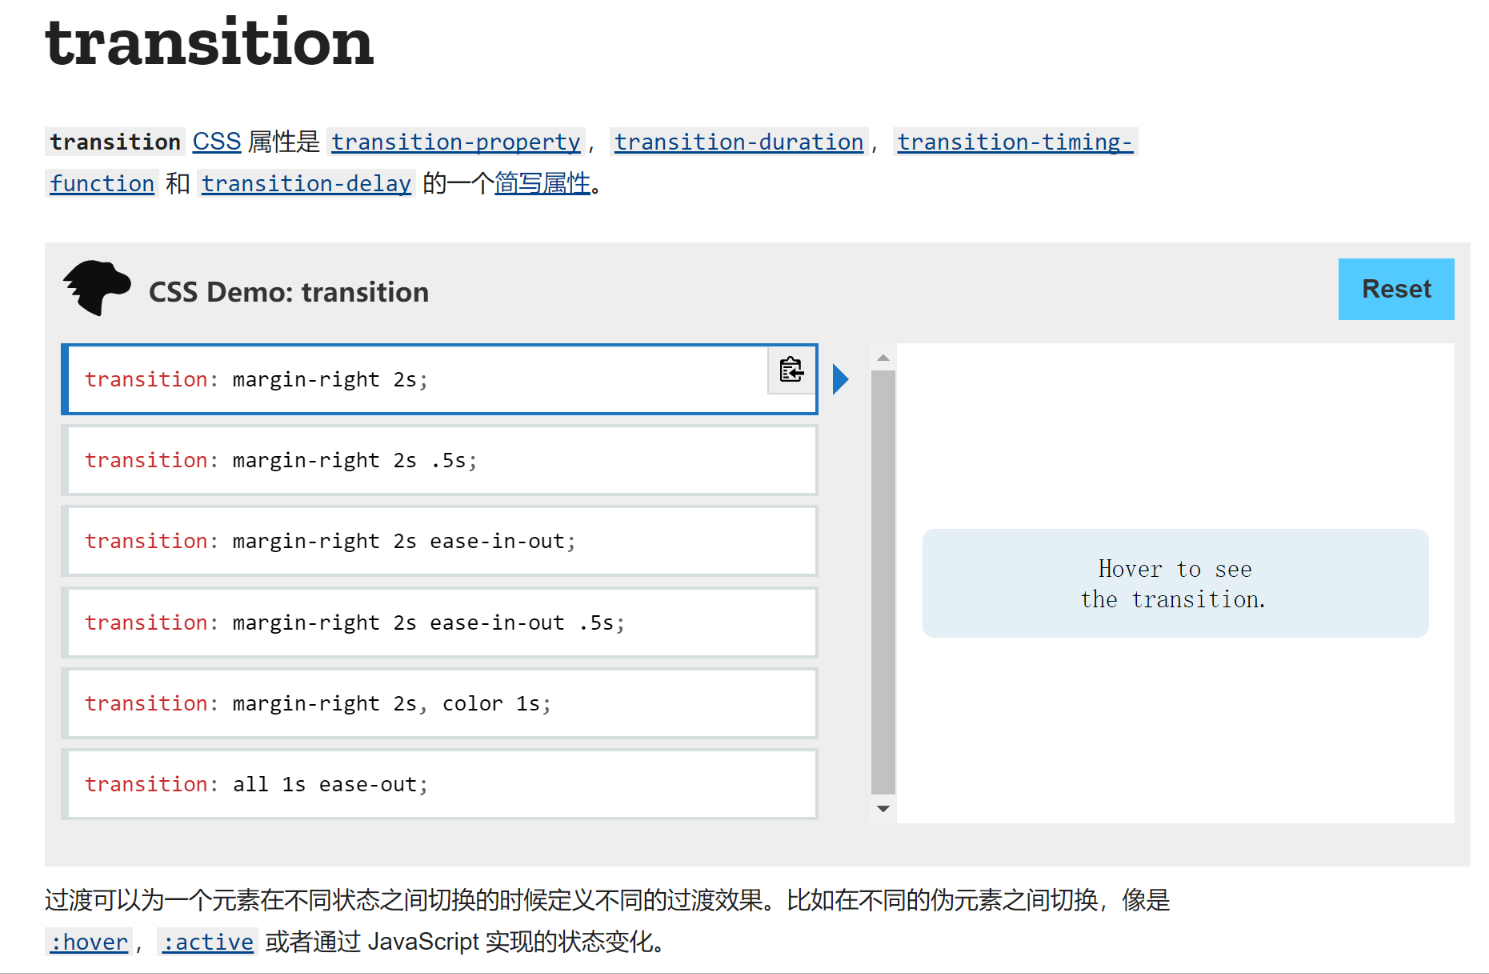 transition
transition CSS 属性是 transition-property，transition-duration，transition-timing-
function 和 transition-delay 的一个简写属性。
CSS Demo: transition
Reset
transition: margin-right 2s;
transition: margin-right 2s .5s;
transition: margin-right 2s ease-in-out;
transition: margin-right 2s ease-in-out .5s;
transition: margin-right 2s, color 1s;
transition: all 1s ease-out;
Hover to see
the transition.
过渡可以为一个元素在不同状态之间切换的时候定义不同的过渡效果。比如在不同的伪元素之间切换，像是
:hover，:active 或者通过 JavaScript 实现的状态变化。